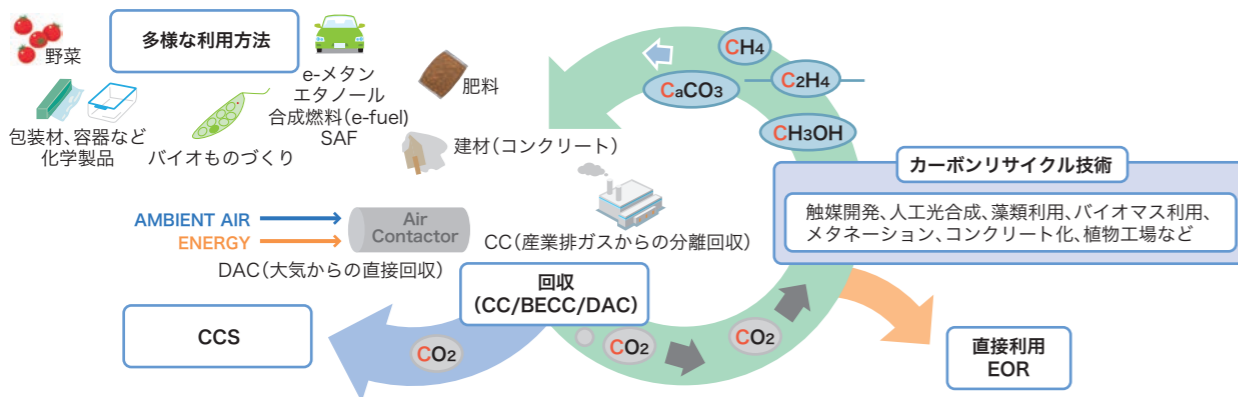 多様な利用方法
野菜
包装材、容器など
化学製品
バイオものづくり
e-メタン
エタノール
合成燃料(e-fuel)
SAF
肥料
建材(コンクリート)
CH4
C2H4
CaCO3
CH3OH
カーボンリサイクル技術
触媒開発、人工光合成、藻類利用、バイオマス利用、
メタネーション、コンクリート化、植物工場など
AMBIENT AIR
ENERGY
Air
Contactor
DAC(大気からの直接回収)
CC(産業排ガスからの分離回収)
回収
(CC/BECC/DAC)
CCS
CO2
CO2
CO2
直接利用
EOR